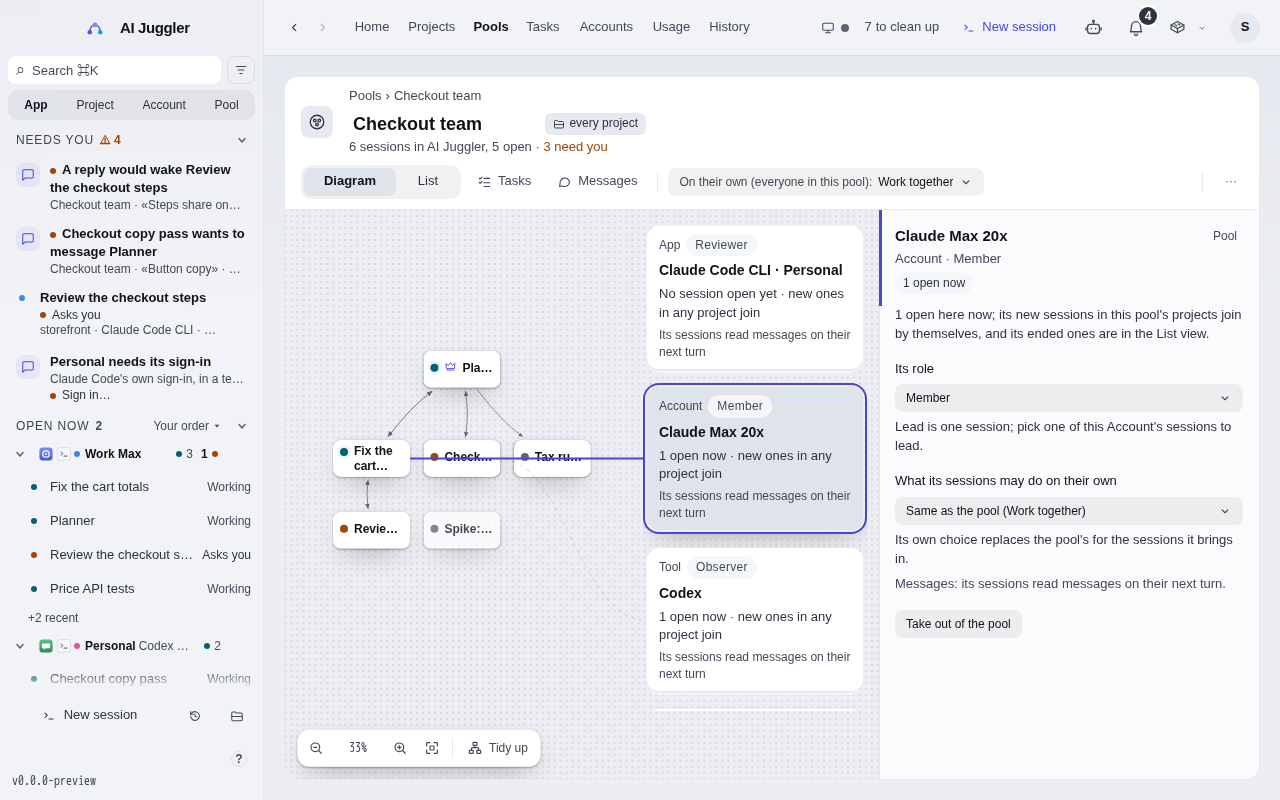 AI Juggler
Search ⌘K
App Project Account Pool
NEEDS YOU 4
A reply would wake Review the checkout steps
Checkout team · «Steps share on…
Checkout copy pass wants to message Planner
Checkout team · «Button copy» · …
Review the checkout steps
Asks you
storefront · Claude Code CLI · …
Personal needs its sign-in
Claude Code's own sign-in, in a te…
Sign in…
OPEN NOW 2 Your order
Work Max 3 1
Fix the cart totals Working
Planner Working
Review the checkout s… Asks you
Price API tests Working
+2 recent
Personal Codex … 2
Checkout copy pass Working
New session
?
v0.0.0-preview
Home Projects Pools Tasks Accounts Usage History
7 to clean up
New session
4
S
Pools › Checkout team
Checkout team
every project
6 sessions in AI Juggler, 5 open · 3 need you
Diagram List Tasks Messages
On their own (everyone in this pool): Work together
…
Pla…
Fix the cart…
Check…
Tax ru…
Revie…
Spike:…
App Reviewer
Claude Code CLI · Personal
No session open yet · new ones
in any project join
Its sessions read messages on their
next turn
Account Member
Claude Max 20x
1 open now · new ones in any
project join
Its sessions read messages on their
next turn
Tool Observer
Codex
1 open now · new ones in any
project join
Its sessions read messages on their
next turn
33%
Tidy up
Claude Max 20x Pool
Account · Member
1 open now
1 open here now; its new sessions in this pool's projects join
by themselves, and its ended ones are in the List view.
Its role
Member
Lead is one session; pick one of this Account's sessions to
lead.
What its sessions may do on their own
Same as the pool (Work together)
Its own choice replaces the pool's for the sessions it brings
in.
Messages: its sessions read messages on their next turn.
Take out of the pool